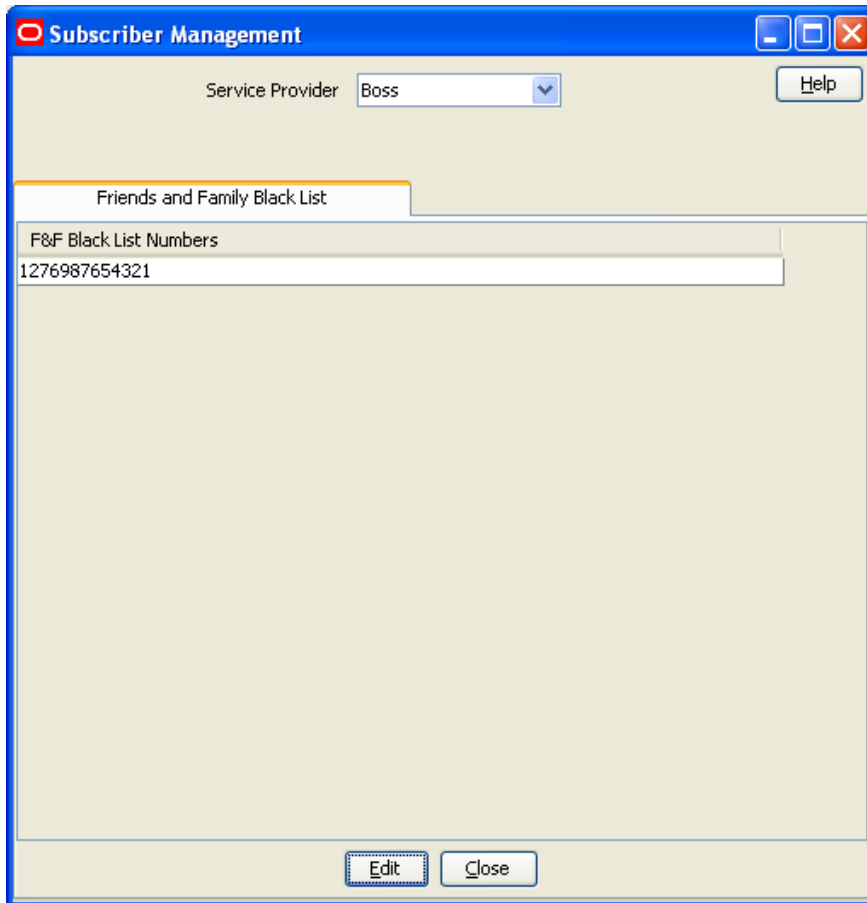 Subscriber Management
Service Provider Boss
Help
Friends and Family Black List
F&F Black List Numbers
1276987654321
Edit Close